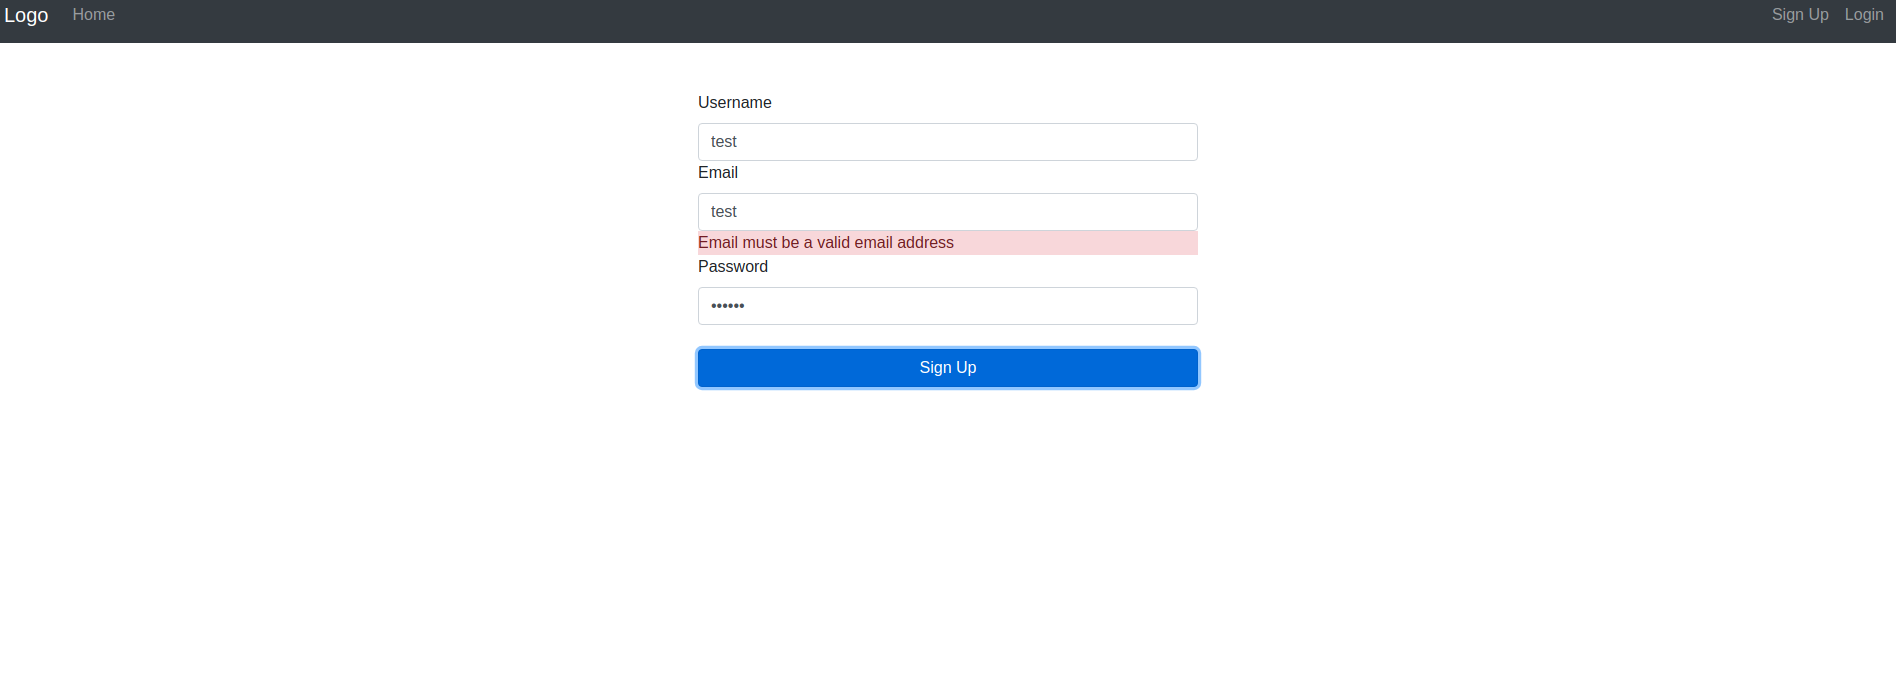 Logo Home Sign Up Login
Username
test
Email
test
Email must be a valid email address
Password
••••••
Sign Up